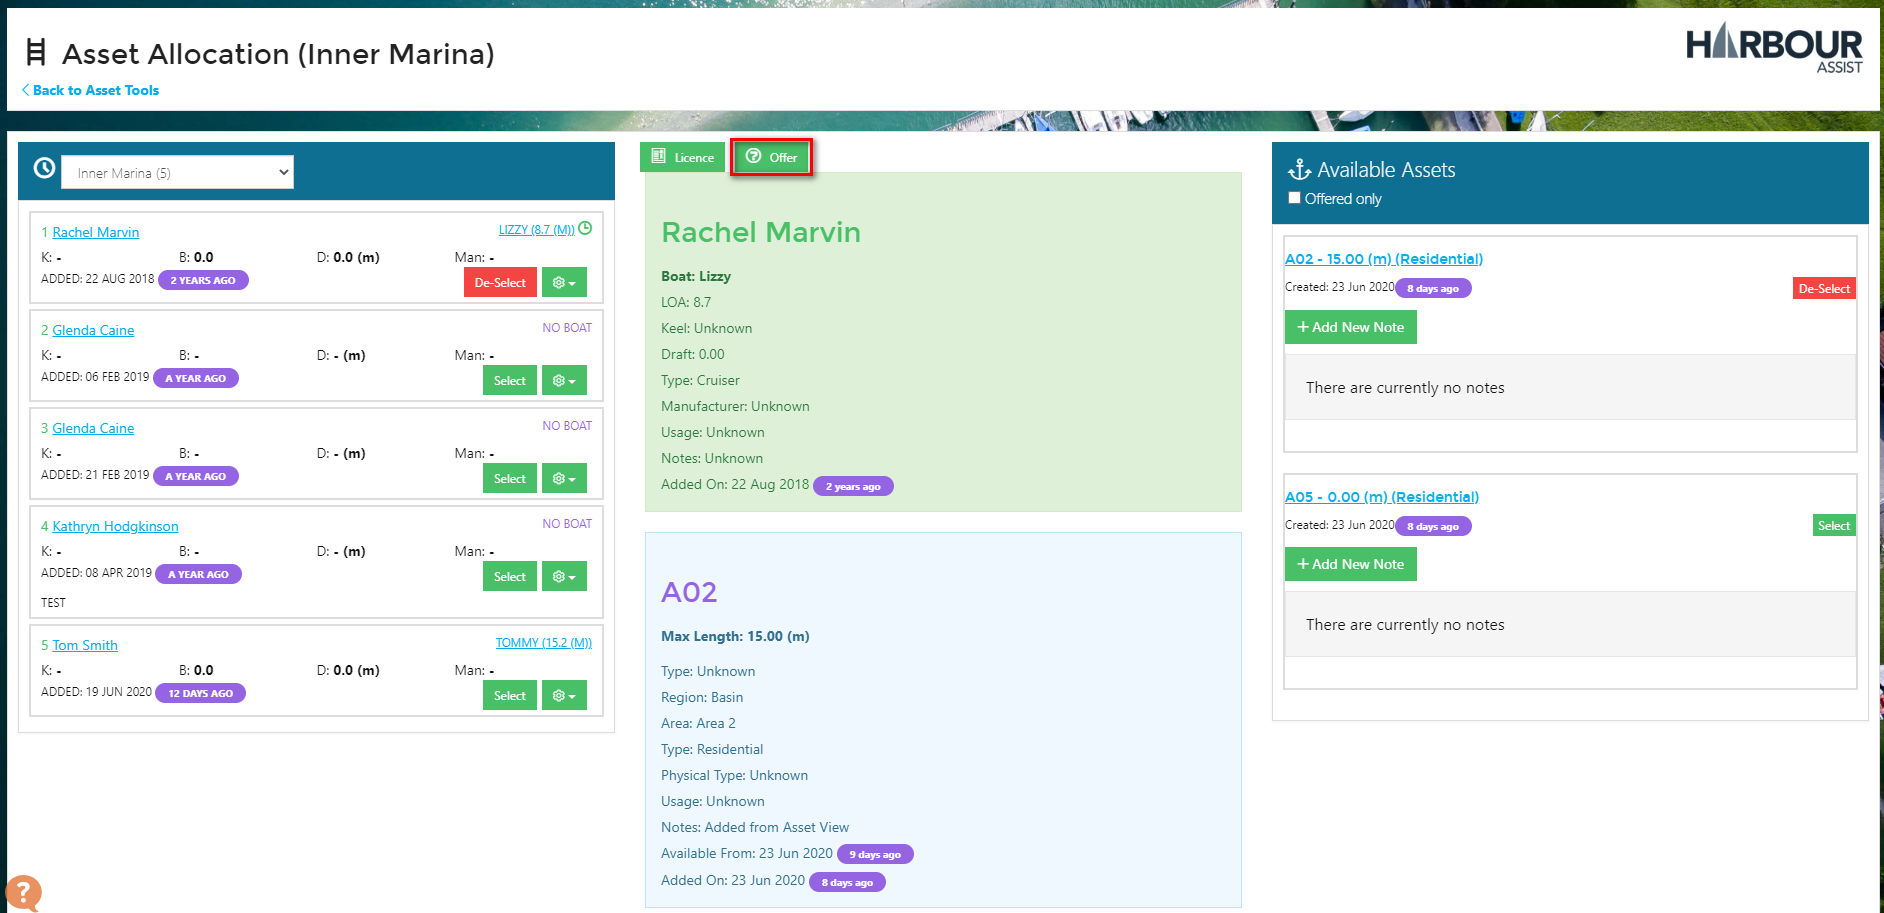 Asset Allocation (Inner Marina)
HARBOUR
ASSIST
Back to Asset Tools
Inner Marina (5)
1 Rachel Marvin
LIZZY (8.7 (M))
K: - B: 0.0 D: 0.0 (m) Man: -
ADDED: 22 AUG 2018 2 YEARS AGO
De-Select
2 Glenda Caine
NO BOAT
K: - B: - D: - (m) Man: -
ADDED: 06 FEB 2019 A YEAR AGO
Select
3 Glenda Caine
NO BOAT
K: - B: - D: - (m) Man: -
ADDED: 21 FEB 2019 A YEAR AGO
Select
4 Kathryn Hodgkinson
NO BOAT
K: - B: - D: - (m) Man: -
ADDED: 08 APR 2019 A YEAR AGO
Select
TEST
5 Tom Smith
TOMMY (15.2 (M))
K: - B: 0.0 D: 0.0 (m) Man: -
ADDED: 19 JUN 2020 12 DAYS AGO
Select
Licence
Offer
Rachel Marvin
Boat: Lizzy
LOA: 8.7
Keel: Unknown
Draft: 0.00
Type: Cruiser
Manufacturer: Unknown
Usage: Unknown
Notes: Unknown
Added On: 22 Aug 2018 2 years ago
A02
Max Length: 15.00 (m)
Type: Unknown
Region: Basin
Area: Area 2
Type: Residential
Physical Type: Unknown
Usage: Unknown
Notes: Added from Asset View
Available From: 23 Jun 2020 9 days ago
Added On: 23 Jun 2020 8 days ago
Available Assets
Offered only
A02 - 15.00 (m) (Residential)
Created: 23 Jun 2020 8 days ago
De-Select
+ Add New Note
There are currently no notes
A05 - 0.00 (m) (Residential)
Created: 23 Jun 2020 8 days ago
Select
+ Add New Note
There are currently no notes
?